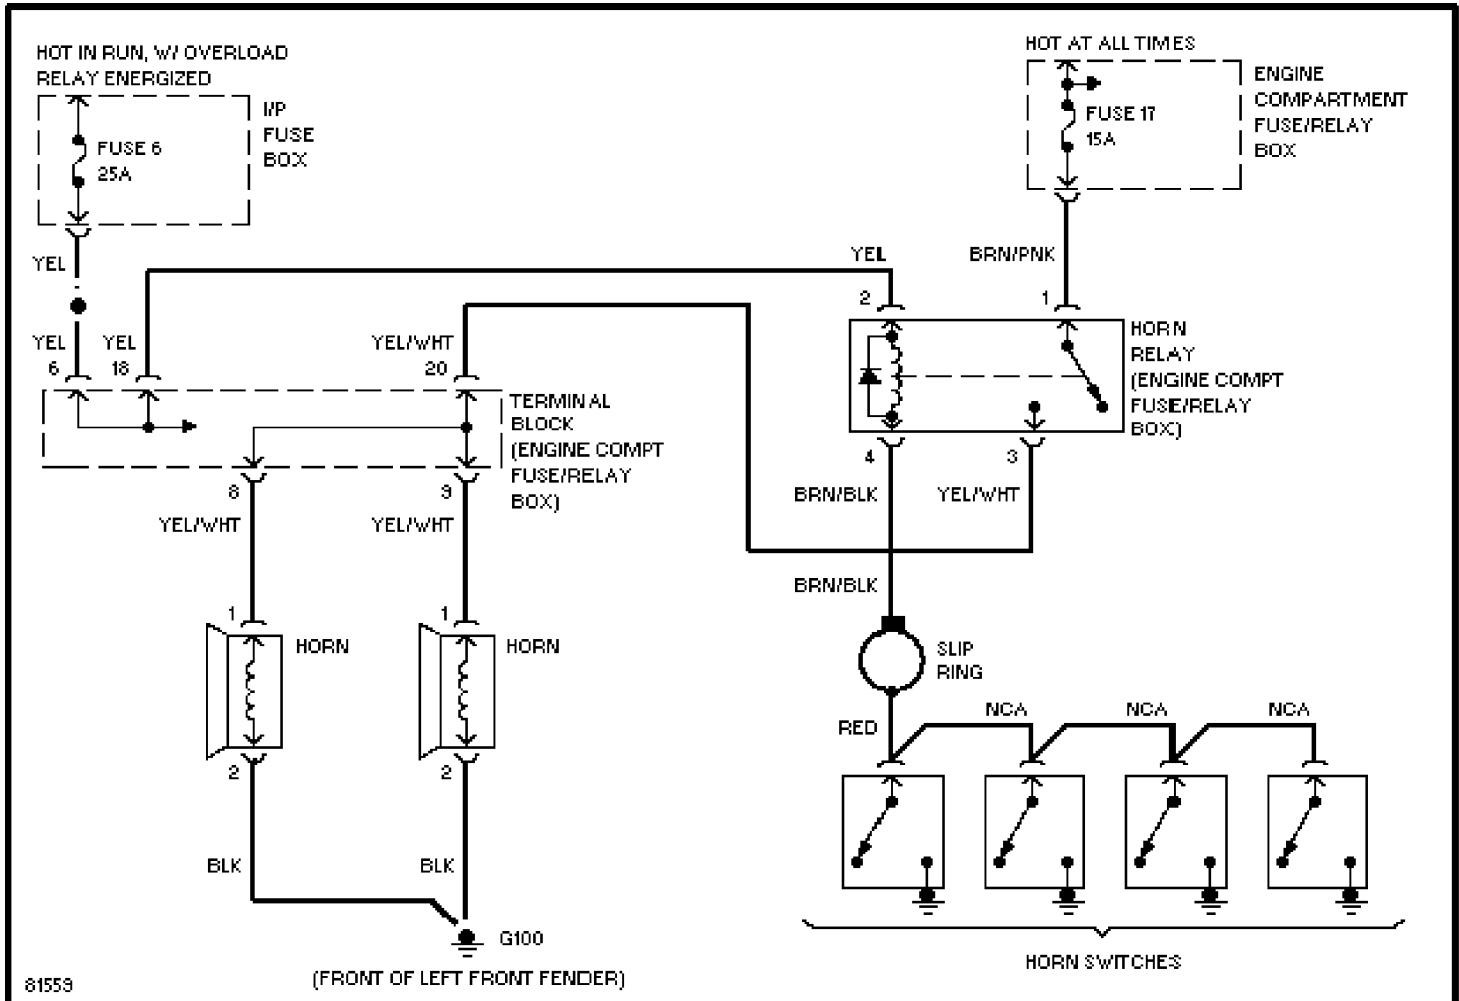 HOT IN RUN, W/ OVERLOAD
RELAY ENERGIZED
I/P
FUSE
BOX
FUSE 6
25A
HOT AT ALL TIMES
ENGINE
COMPARTMENT
FUSE/RELAY
BOX
FUSE 17
15A
YEL
YEL
BRN/PNK
2
1
YEL
YEL
YEL/WHT
6
18
20
HORN
RELAY
(ENGINE COMPT
FUSE/RELAY
BOX)
TERMINAL
BLOCK
(ENGINE COMPT
FUSE/RELAY
BOX)
4
3
8
9
BRN/BLK
YEL/WHT
YEL/WHT
YEL/WHT
BRN/BLK
1
1
HORN
HORN
SLIP
RING
NCA
NCA
NCA
RED
2
2
BLK
BLK
G100
(FRONT OF LEFT FRONT FENDER)
HORN SWITCHES
81559